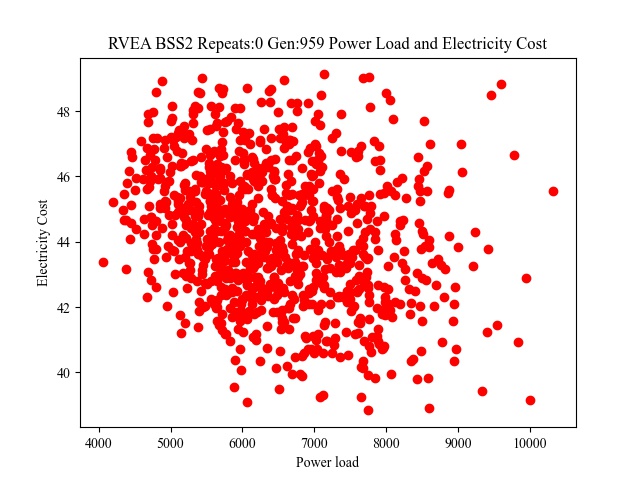 RVEA BSS2 Repeats:0 Gen:959 Power Load and Electricity Cost
48
46
44
42
40
Electricity Cost
4000 5000 6000 7000 8000 9000 10000
Power load